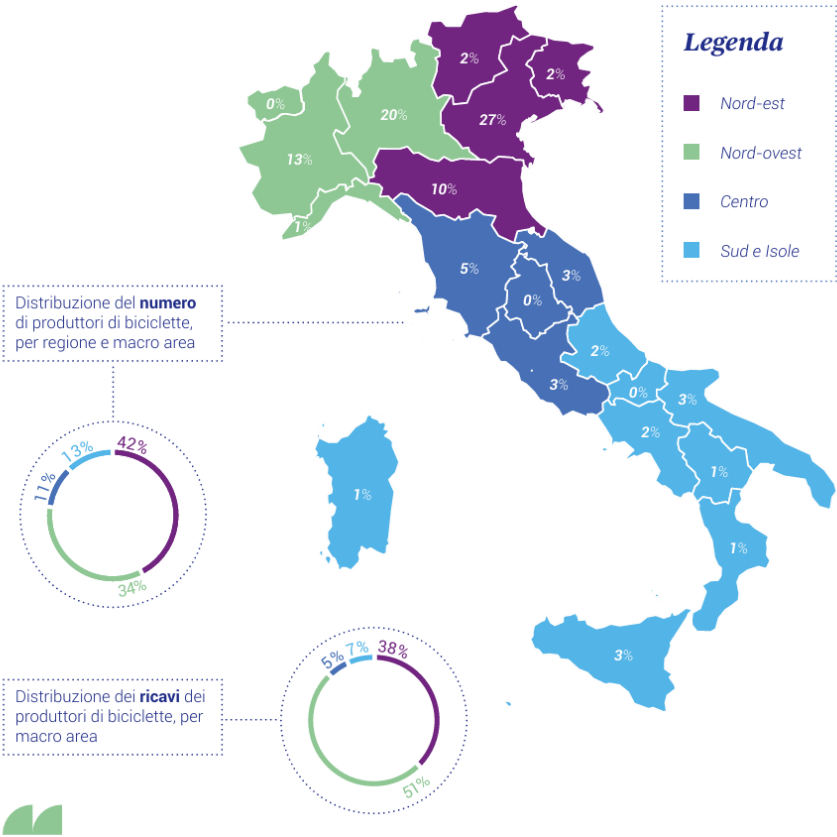 Legenda
Nord-est
Nord-ovest
Centro
Sud e Isole
2%
2%
0%
20%
27%
13%
10%
1%
5%
3%
0%
3%
2%
0%
3%
2%
1%
1%
1%
3%
Distribuzione del numero
di produttori di biciclette,
per regione e macro area
42%
13%
11%
34%
Distribuzione dei ricavi dei
produttori di biciclette, per
macro area
38%
7%
5%
51%